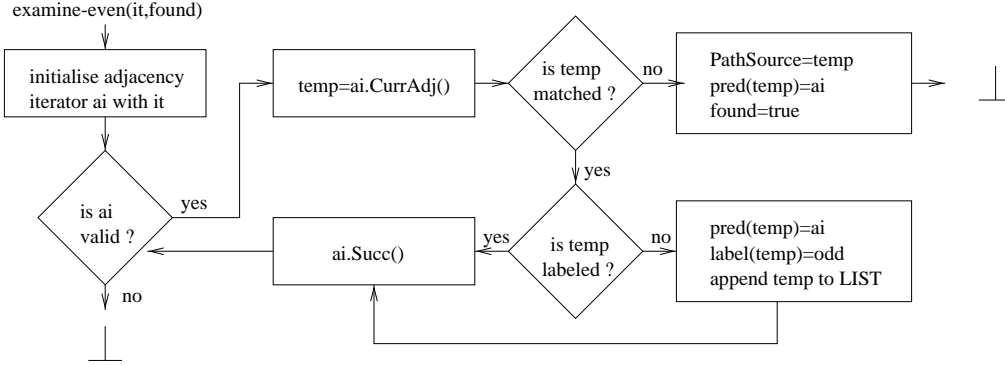 examine-even(it,found)
initialise adjacency
iterator ai with it
is ai
valid ?
yes
no
temp=ai.CurrAdj()
is temp
matched ?
no
yes
PathSource=temp
pred(temp)=ai
found=true
is temp
labeled ?
yes
no
ai.Succ()
pred(temp)=ai
label(temp)=odd
append temp to LIST